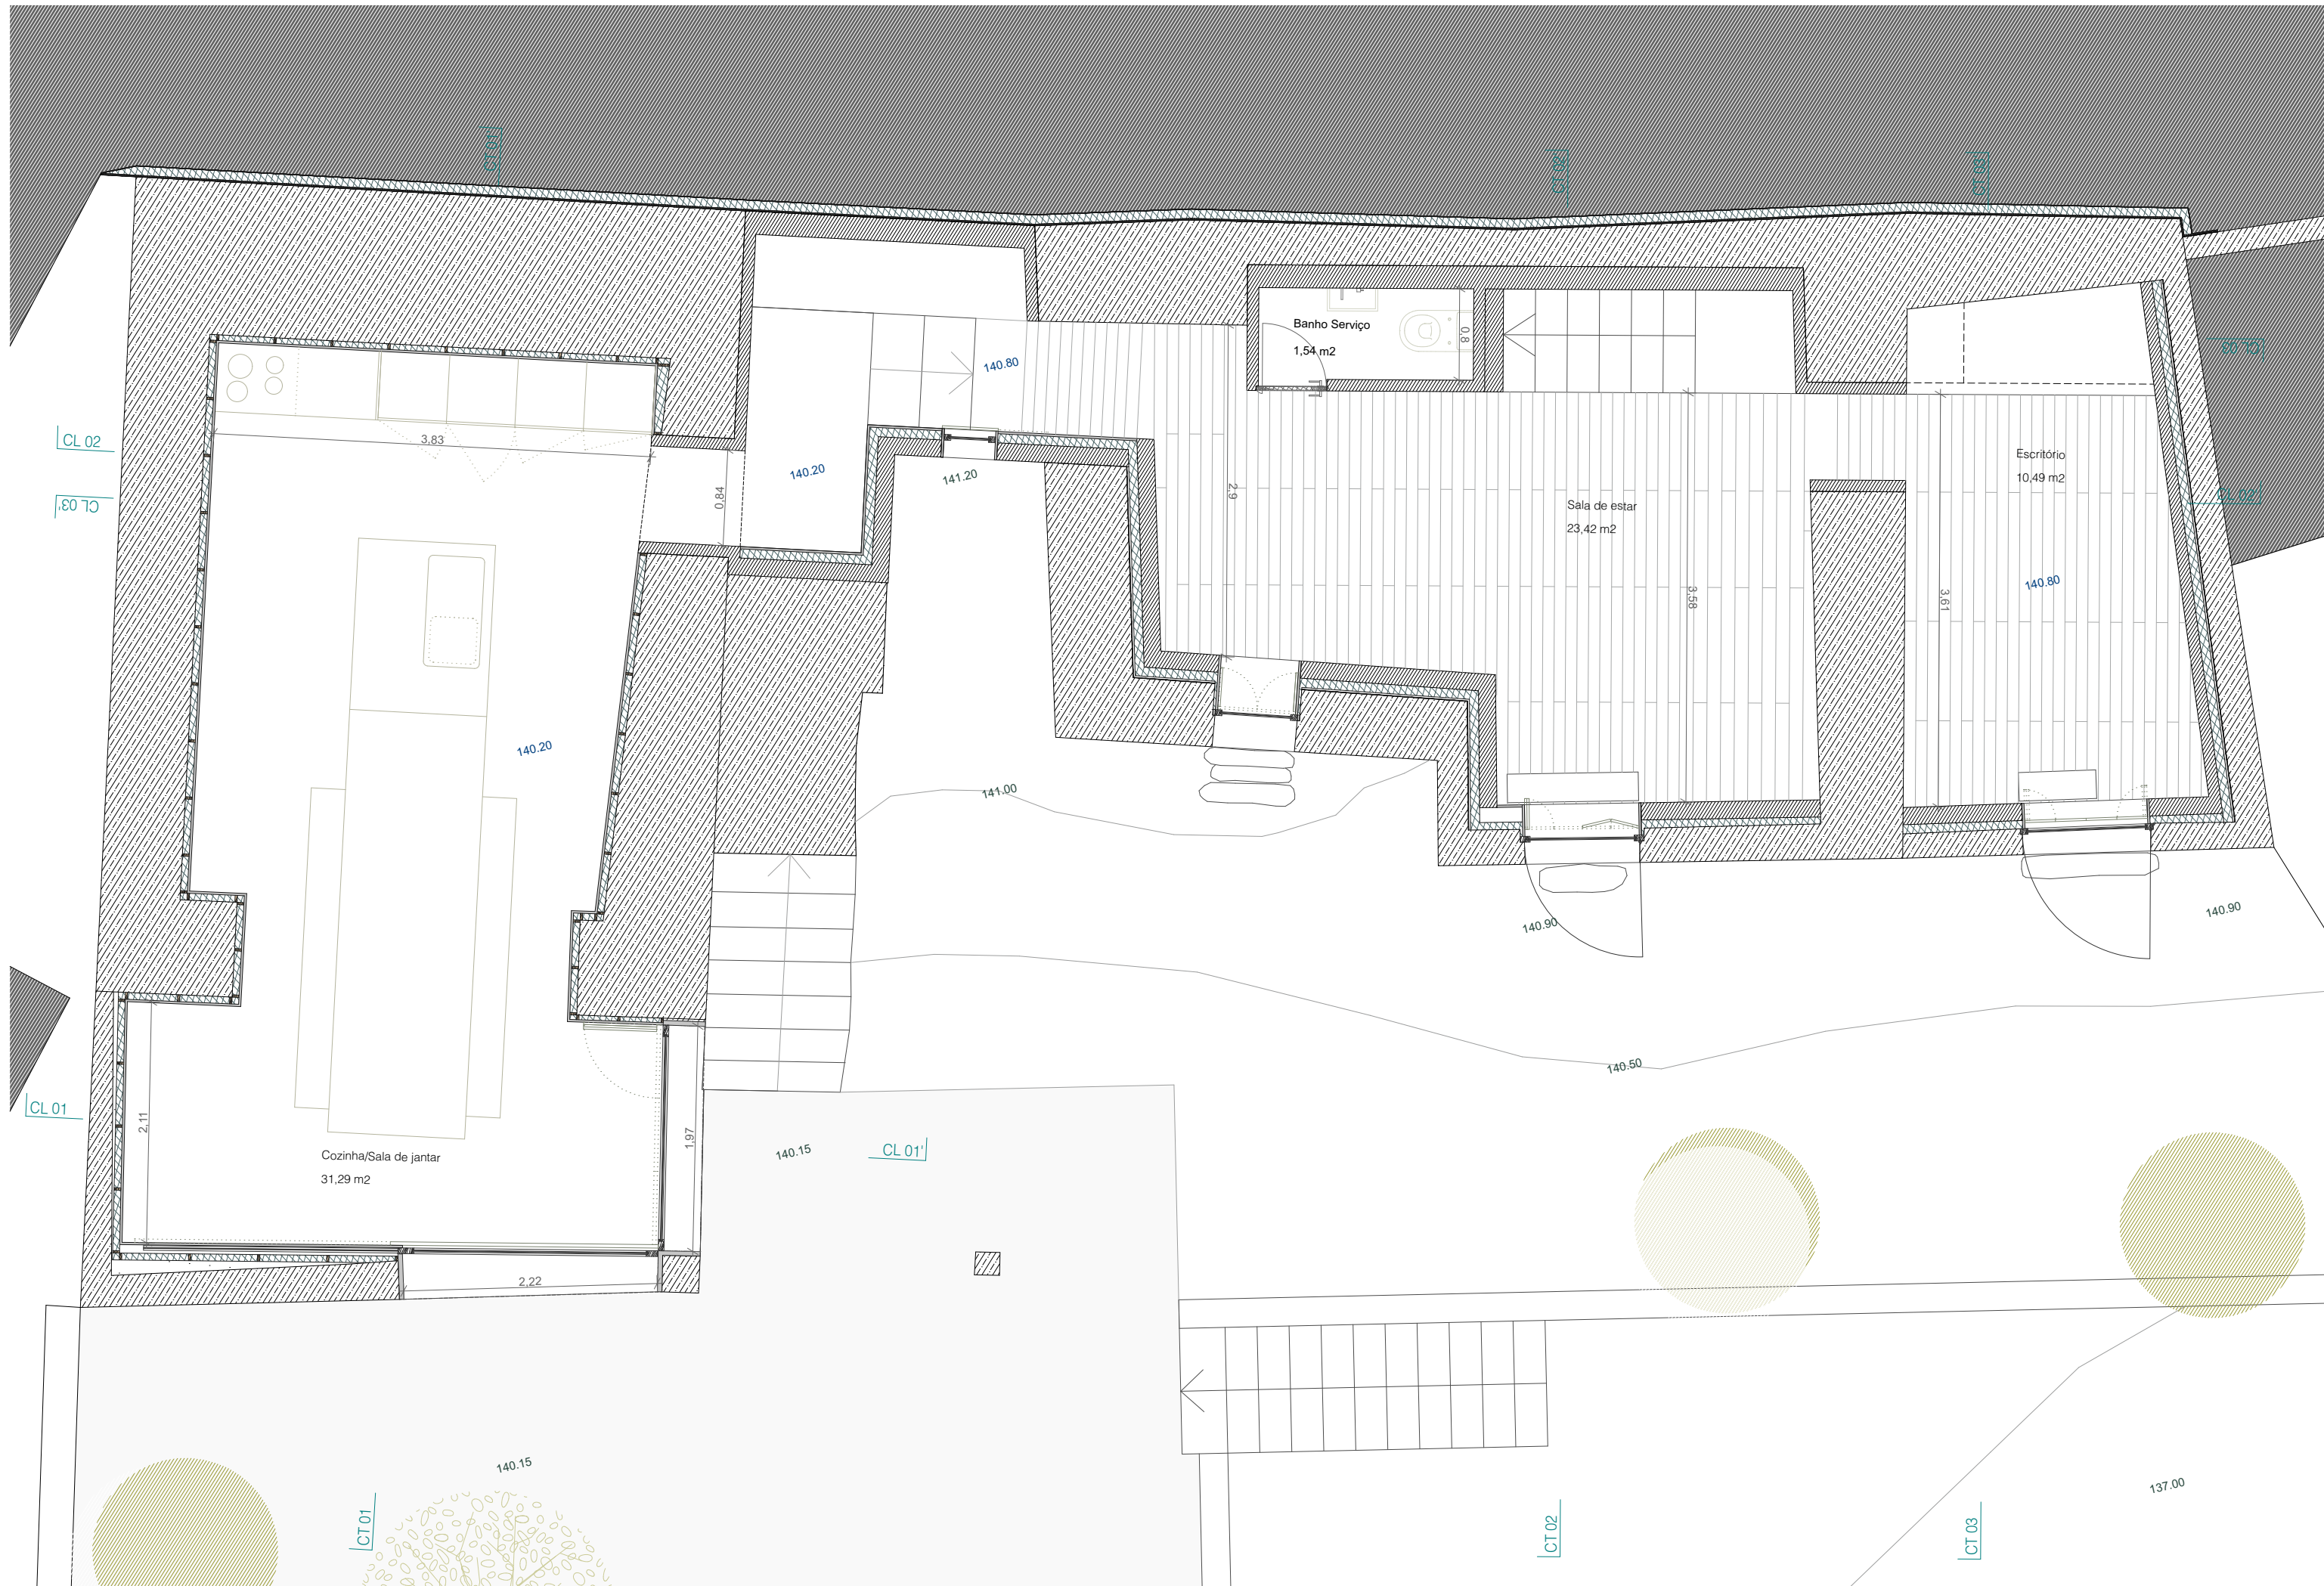 CT 01'
CT 02'
CT 03'
Banho Serviço
1,54 m2
0,8
CL 03
140.80
CL 02
3,83
CL 03'
140.20
141.20
0,84
2,9
Sala de estar
23,42 m2
Escritório
10,49 m2
CL 02'
140.80
3,58
3,61
140.20
141.00
140.90
140.90
140.50
CL 01
2,11
1,97
Cozinha/Sala de jantar
31,29 m2
140.15
CL 01'
2,22
140.15
137.00
CT 01
CT 02
CT 03